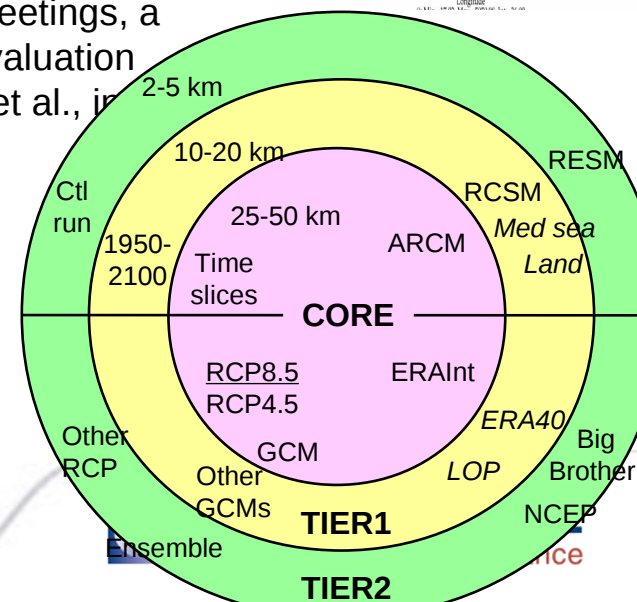 eetings, a
valuation
et al., in
Longitude
2-5 km
10-20 km
RESM
Ctl
run
25-50 km
RCSM
Med sea
Land
1950-
2100
ARCM
Time
slices
CORE
RCP8.5
RCP4.5
ERAInt
ERA40
GCM
Other
RCP
Other
GCMs
LOP
Big
Brother
NCEP
TIER1
Ensemble
nce
TIER2